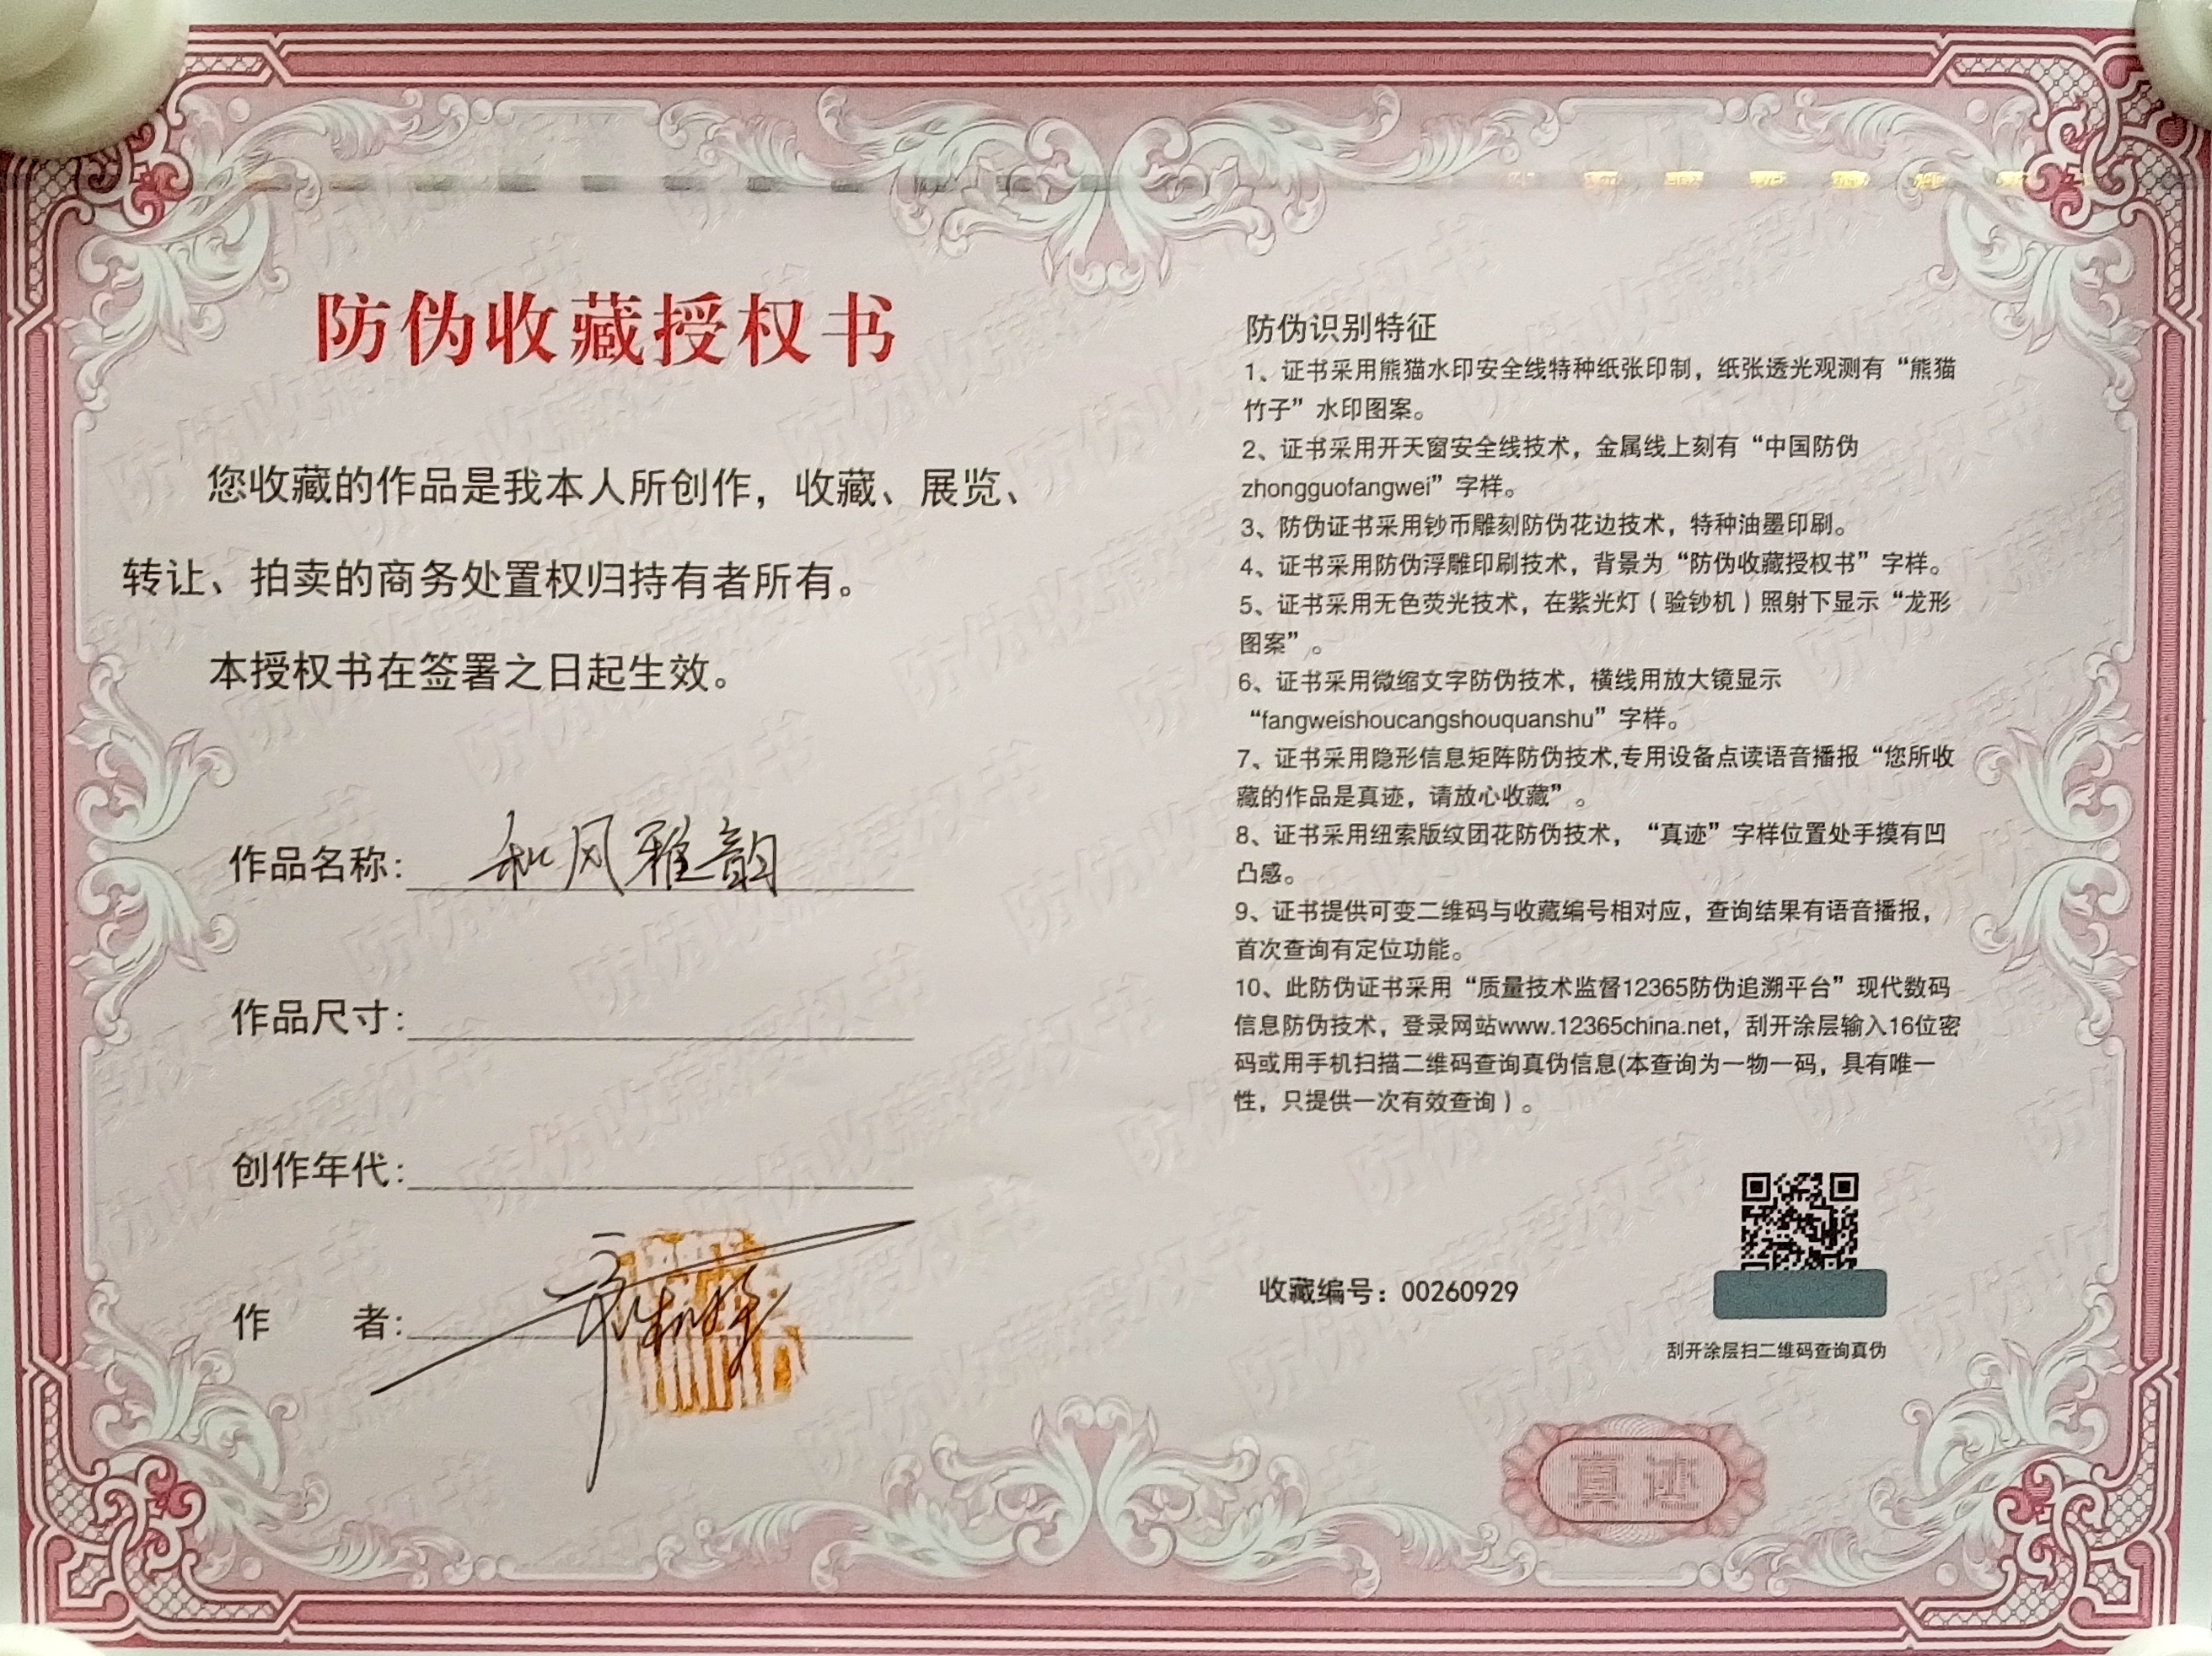 防伪收藏授权书
您收藏的作品是我本人所创作，收藏、展览、
转让、拍卖的商务处置权归持有者所有。
本授权书在签署之日起生效。
作品名称：和风雅韵
作品尺寸：
创作年代：
作 者：
防伪识别特征
1、证书采用熊猫水印安全线特种纸张印制，纸张透光观测有“熊猫
竹子”水印图案。
2、证书采用开天窗安全线技术，金属线上刻有“中国防伪
zhongguofangwei”字样。
3、防伪证书采用钞币雕刻防伪花边技术，特种油墨印刷。
4、证书采用防伪浮雕印刷技术，背景为“防伪收藏授权书”字样。
5、证书采用无色荧光技术，在紫光灯（验钞机）照射下显示“龙形
图案”。
6、证书采用微缩文字防伪技术，横线用放大镜显示
“fangweishoucangshouquanshu”字样。
7、证书采用隐形信息矩阵防伪技术,专用设备点读语音播报“您所收
藏的作品是真迹，请放心收藏”。
8、证书采用纽索版纹团花防伪技术，“真迹”字样位置处手摸有凹
凸感。
9、证书提供可变二维码与收藏编号相对应，查询结果有语音播报，
首次查询有定位功能。
10、此防伪证书采用“质量技术监督12365防伪追溯平台”现代数码
信息防伪技术，登录网站www.12365china.net，刮开涂层输入16位密
码或用手机扫描二维码查询真伪信息(本查询为一物一码，具有唯一
性，只提供一次有效查询）。
收藏编号：00260929
刮开涂层扫二维码查询真伪
真迹